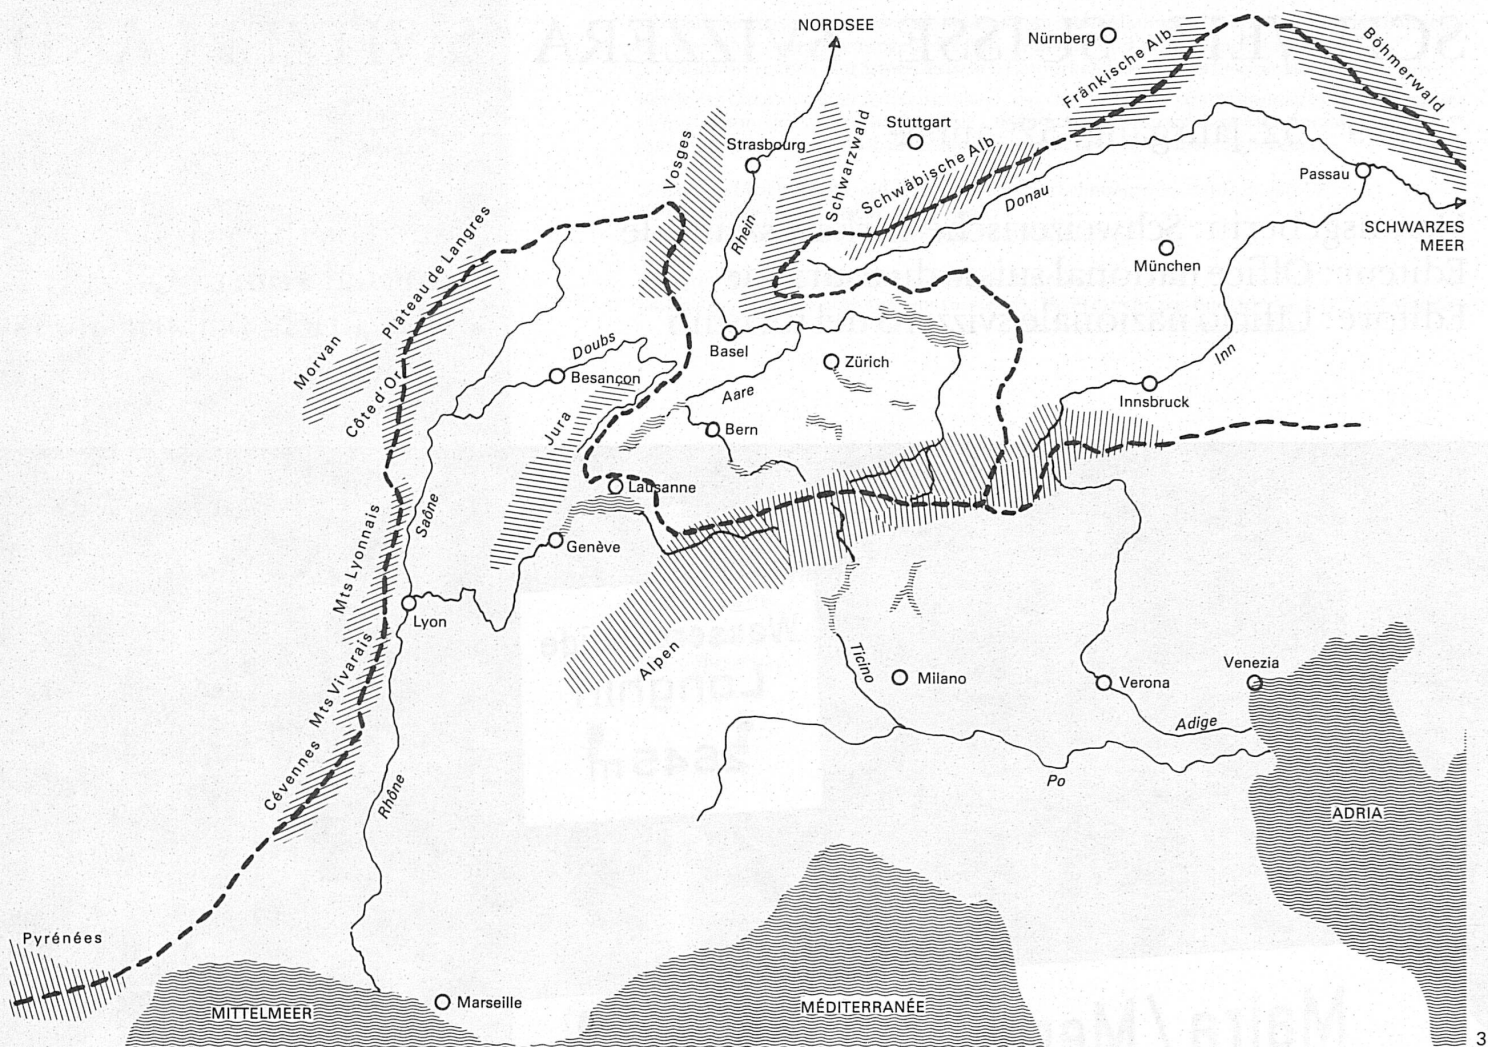 NORDSEE
Nürnberg
Fränkische Alb
Böhmerwald
Stuttgart
Strasbourg
Vosges
Schwarzwald
Schwäbische Alb
Passau
Donau
Rhein
SCHWARZES
MEER
Plateau de Langres
München
Morvan
Côte d'Or
Doubs
Basel
Zürich
Inn
Besançon
Aare
Innsbruck
Jura
Bern
Lausanne
Saône
Genève
Mts Lyonnais
Lyon
Alpen
Ticino
Milano
Verona
Venezia
Mts Vivarais
Adige
Cévennes
Rhône
Po
ADRIA
Pyrénées
MITTELMEER
Marseille
MÉDITERRANÉE
3